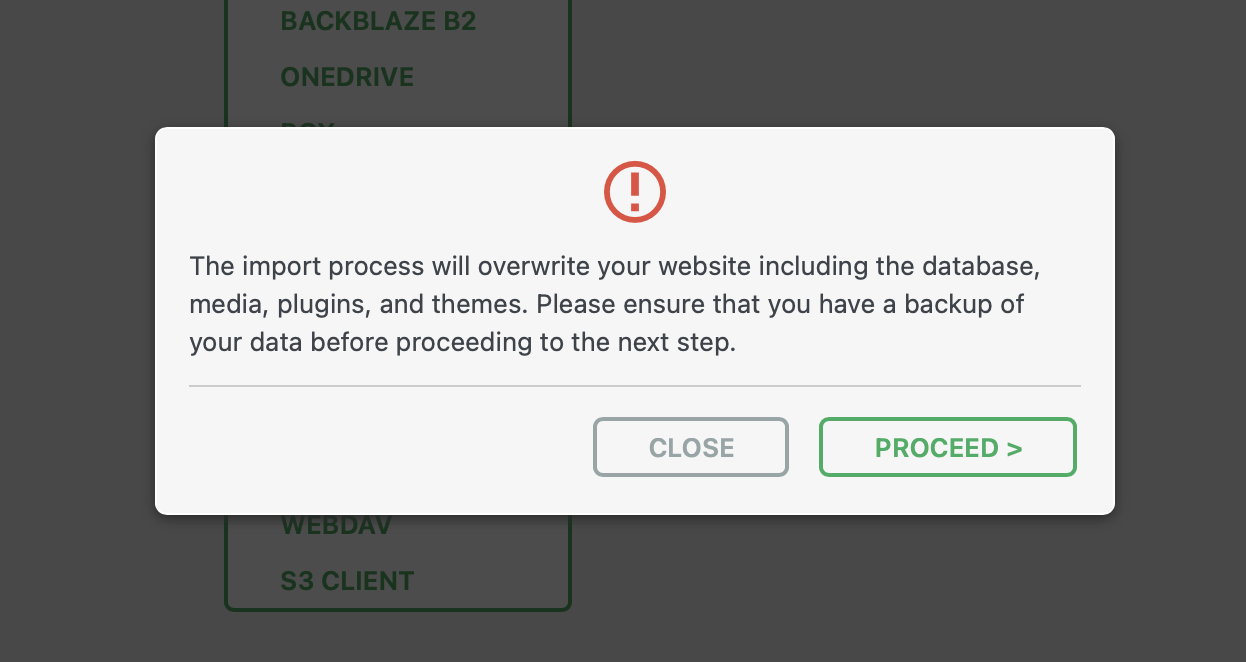 BACKBLAZE B2
ONEDRIVE
The import process will overwrite your website including the database,
media, plugins, and themes. Please ensure that you have a backup of
your data before proceeding to the next step.
CLOSE
PROCEED >
WEBDAV
S3 CLIENT